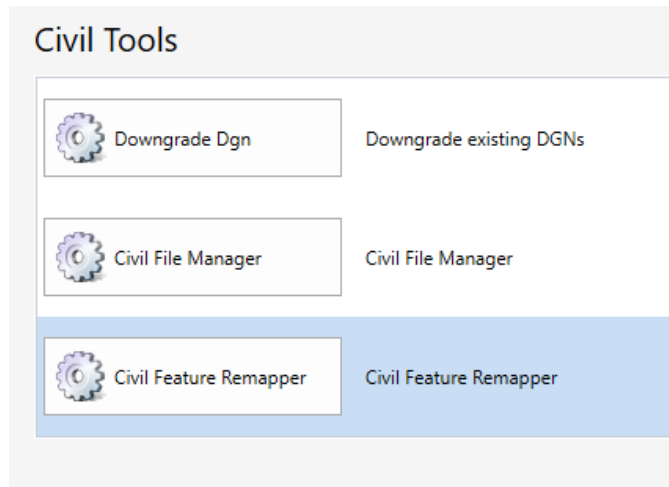 Civil Tools
Downgrade Dgn Downgrade existing DGNs
Civil File Manager Civil File Manager
Civil Feature Remapper Civil Feature Remapper